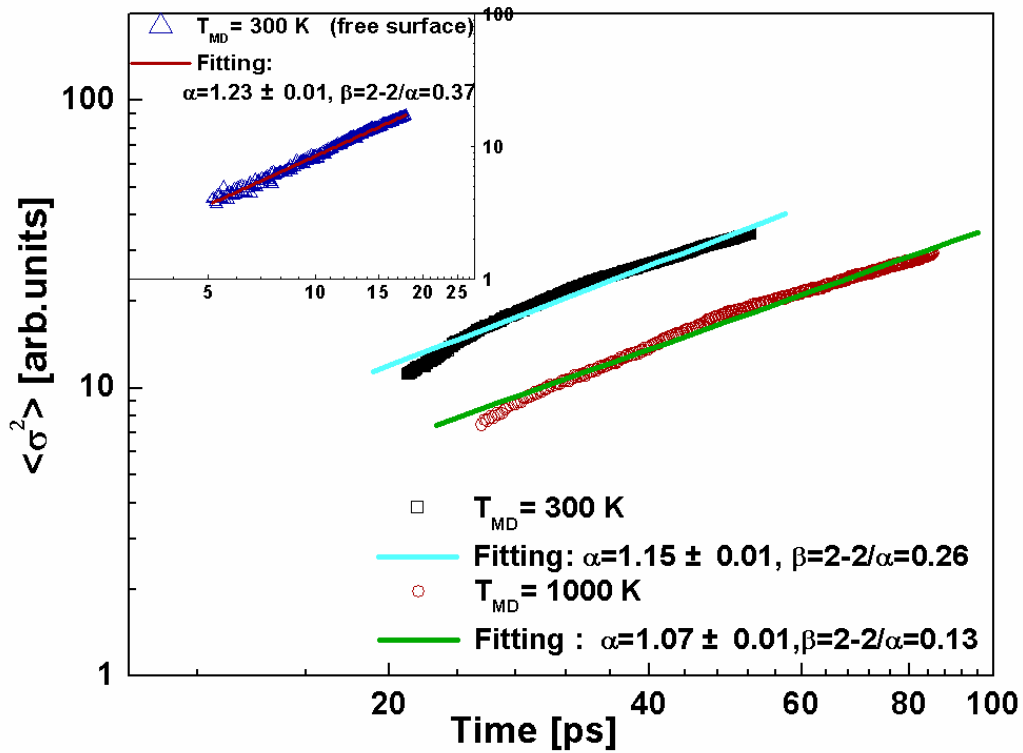 T_MD = 300 K (free surface)
Fitting:
α=1.23 ± 0.01, β=2-2/α=0.37
100
10
1
5 10 15 20 25
100
10
1
<σ²> [arb.units]
T_MD = 300 K
Fitting: α=1.15 ± 0.01, β=2-2/α=0.26
T_MD = 1000 K
Fitting : α=1.07 ± 0.01,β=2-2/α=0.13
20 40 60 80 100
Time [ps]